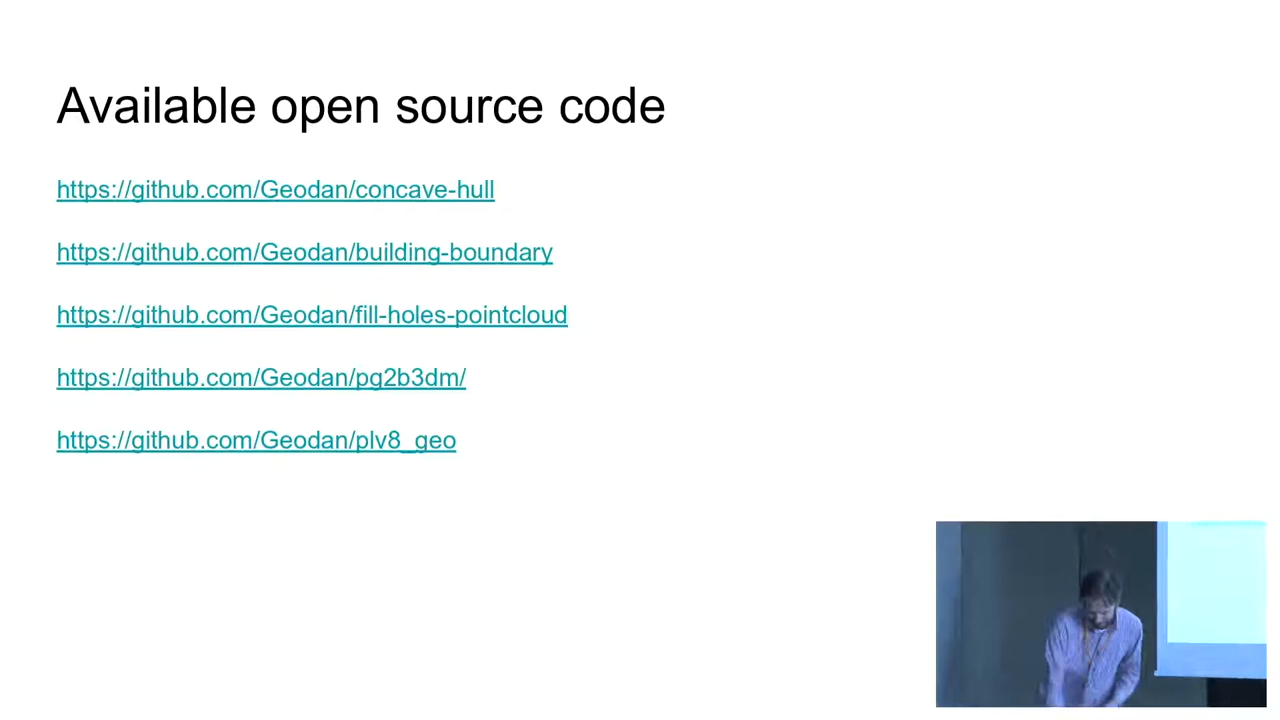 Available open source code
https://github.com/Geodan/concave-hull
https://github.com/Geodan/building-boundary
https://github.com/Geodan/fill-holes-pointcloud
https://github.com/Geodan/pg2b3dm/
https://github.com/Geodan/plv8_geo